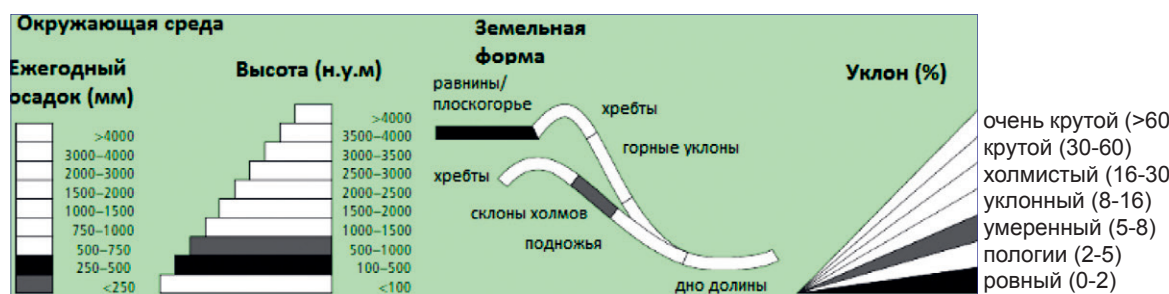 Окружающая среда
Ежегодный
осадок (мм)
>4000
3000–4000
2000–3000
1500–2000
1000–1500
750–1000
500–750
250–500
<250
Высота (н.у.м)
>4000
3500–4000
3000–3500
2500–3000
2000–2500
1500–2000
1000–1500
500–1000
100–500
<100
Земельная
форма
равнины/
плоскогорье
хребты
горные уклоны
хребты
склоны холмов
подножья
дно долины
Уклон (%)
очень крутой (>60
крутой (30-60)
холмистый (16-30
уклонный (8-16)
умеренный (5-8)
пологии (2-5)
ровный (0-2)